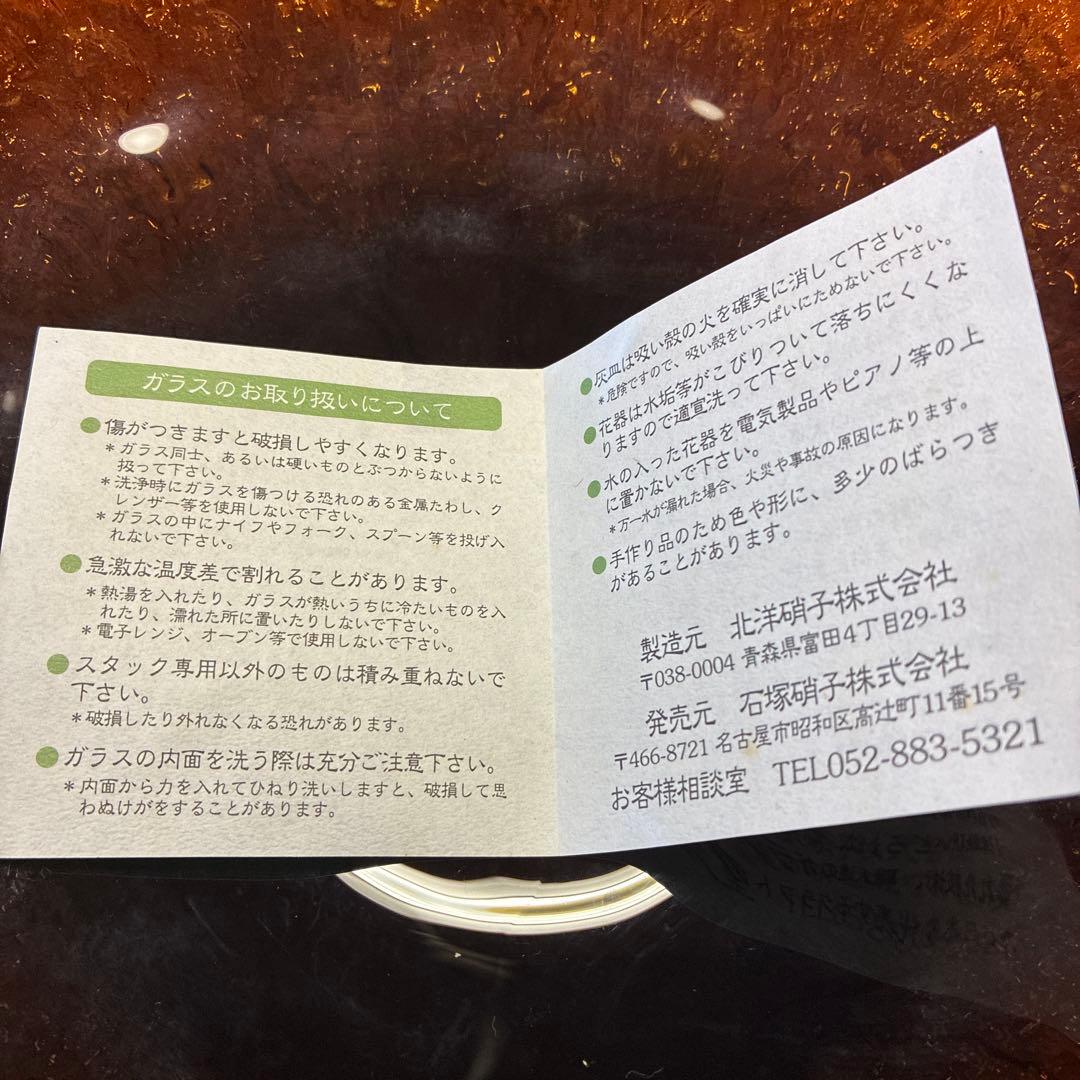 ガラスのお取り扱いについて
●傷がつきますと破損しやすくなります。
＊ガラス同士、あるいは硬いものとぶつからないように
扱って下さい。
＊洗浄時にガラスを傷つける恐れのある金属たわし、ク
レンザー等を使用しないで下さい。
＊ガラスの中にナイフやフォーク、スプーン等を投げ入
れないで下さい。
●急激な温度差で割れることがあります。
＊熱湯を入れたり、ガラスが熱いうちに冷たいものを入
れたり、濡れた所に置いたりしないで下さい。
＊電子レンジ、オーブン等で使用しないで下さい。
●スタック専用以外のものは積み重ねないで
下さい。
＊破損したり外れなくなる恐れがあります。
●ガラスの内面を洗う際は充分ご注意下さい。
＊内面から力を入れてひねり洗いしますと、破損して思
わぬけがをすることがあります。
●灰皿は吸い殻の火を確実に消して下さい。
＊危険ですので、吸い殻をいっぱいにためないで下さい。
●花器は水垢等がこびりついて落ちにくくな
りますので適宜洗って下さい。
●水の入った花器を電気製品やピアノ等の上
に置かないで下さい。
＊万一水が漏れた場合、火災や事故の原因になります。
●手作り品のため色や形に、多少のばらつき
があることがあります。
製造元 北洋硝子株式会社
〒038-0004 青森県富田4丁目29-13
発売元 石塚硝子株式会社
〒466-8721 名古屋市昭和区高辻町11番15号
お客様相談室 TEL052-883-5321